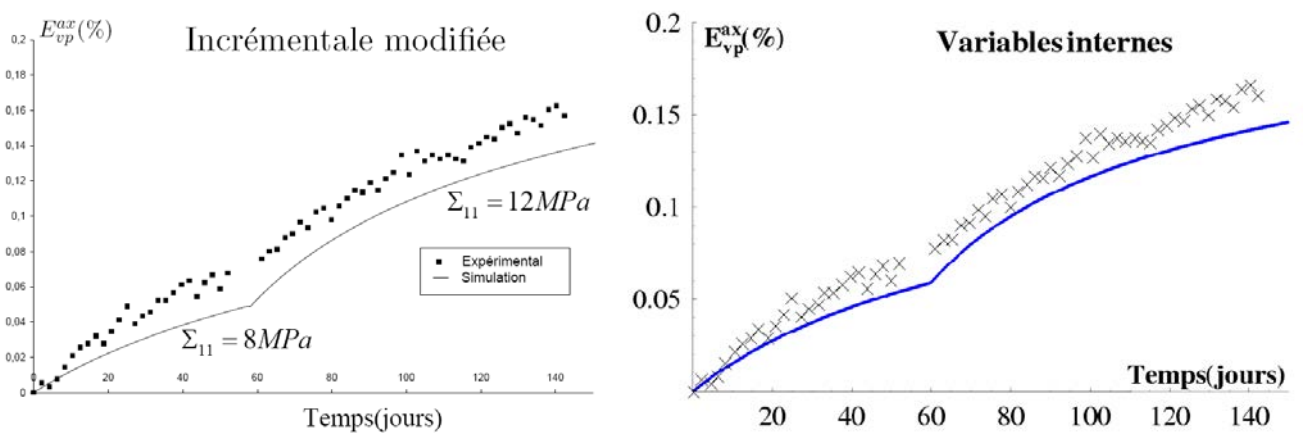 E_{vp}^{ax}(%)
Incrémentale modifiée
0,2
0,18
0,16
0,14
0,12
0,1
0,08
0,06
0,04
0,02
0
Σ_{11} = 12MPa
Expérimental
Simulation
Σ_{11} = 8MPa
0 20 40 60 80 100 120 140
Temps(jours)
0.2
E_{vp}^{ax}(%)
Variables internes
0.15
0.1
0.05
Temps(jours)
20 40 60 80 100 120 140